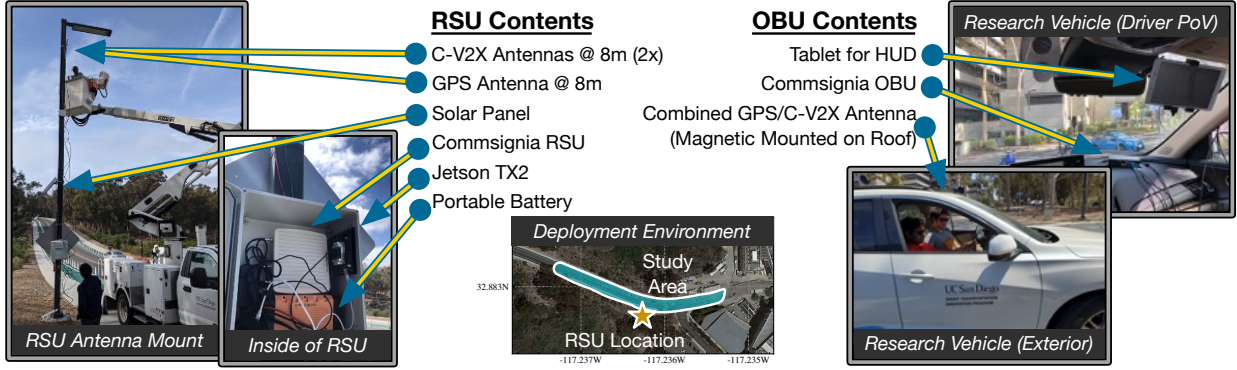 RSU Contents
C-V2X Antennas @ 8m (2x)
GPS Antenna @ 8m
Solar Panel
Commsignia RSU
Jetson TX2
Portable Battery
RSU Antenna Mount
Inside of RSU
Deployment Environment
Study
Area
RSU Location
32.883N
-117.237W
-117.236W
-117.235W
OBU Contents
Tablet for HUD
Commsignia OBU
Combined GPS/C-V2X Antenna
(Magnetic Mounted on Roof)
Research Vehicle (Driver PoV)
UC San Diego
Research Vehicle (Exterior)